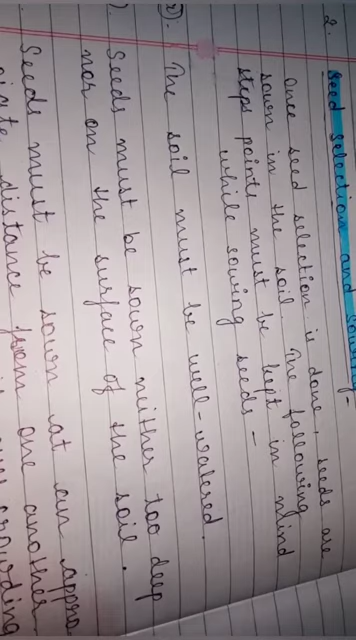 2. Seed selection and sowing-
Once seed selection is done, seeds are
sown in the soil. The following
steps points must be kept in mind
while sowing seeds -
The soil must be well-watered.
Seeds must be sown neither too deep
nor on the surface of the soil.
Seeds must be sown at an appro
distance from one another